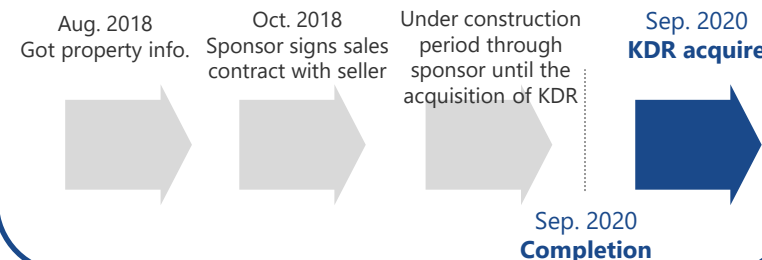 Aug. 2018
Got property info.
Oct. 2018
Sponsor signs sales
contract with seller
Under construction
period through
sponsor until the
acquisition of KDR
Sep. 2020
KDR acquire
Sep. 2020
Completion